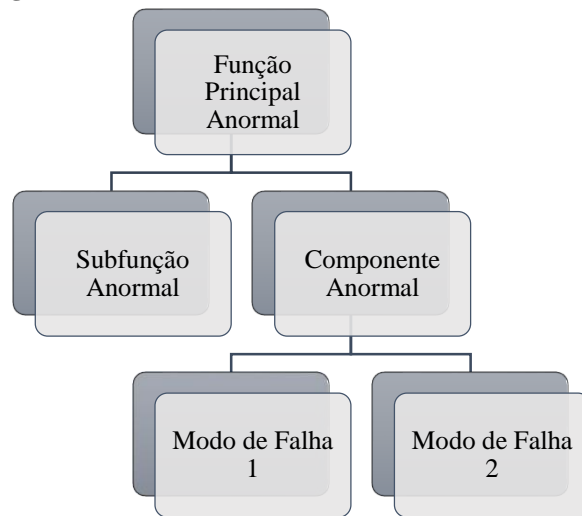 Função
Principal
Anormal
Subfunção
Anormal
Componente
Anormal
Modo de Falha
1
Modo de Falha
2